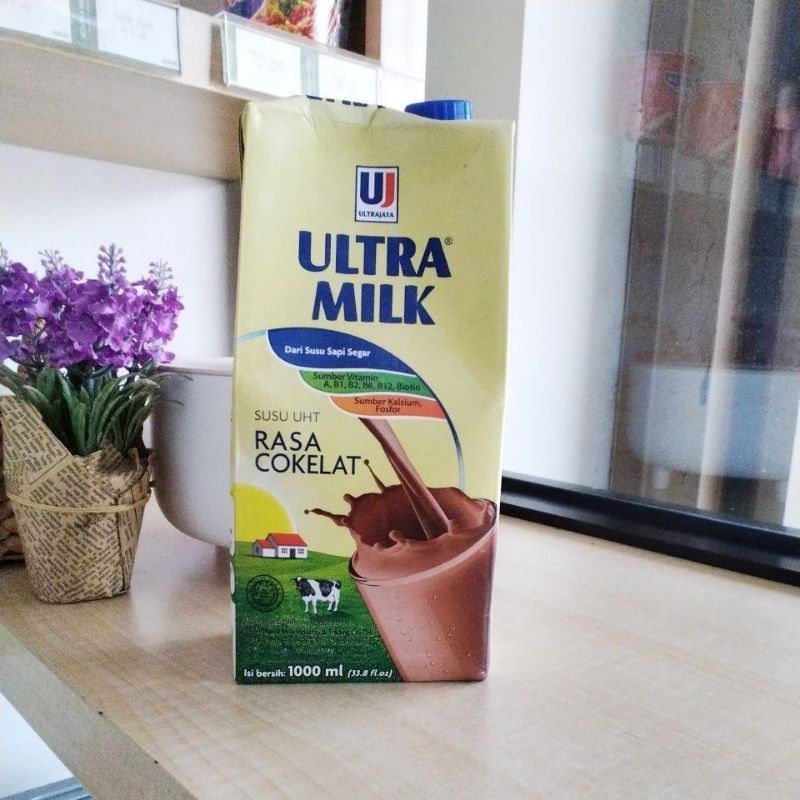 UJ
ULTRAJAYA
ULTRA®
MILK
Dari Susu Sapi Segar
Sumber Vitamin
A, B1, B2, B6, B12, Biotin
Sumber Kalsium,
Fosfor
SUSU UHT
RASA
COKELAT
Isi bersih: 1000 ml (33.8 fl.oz)